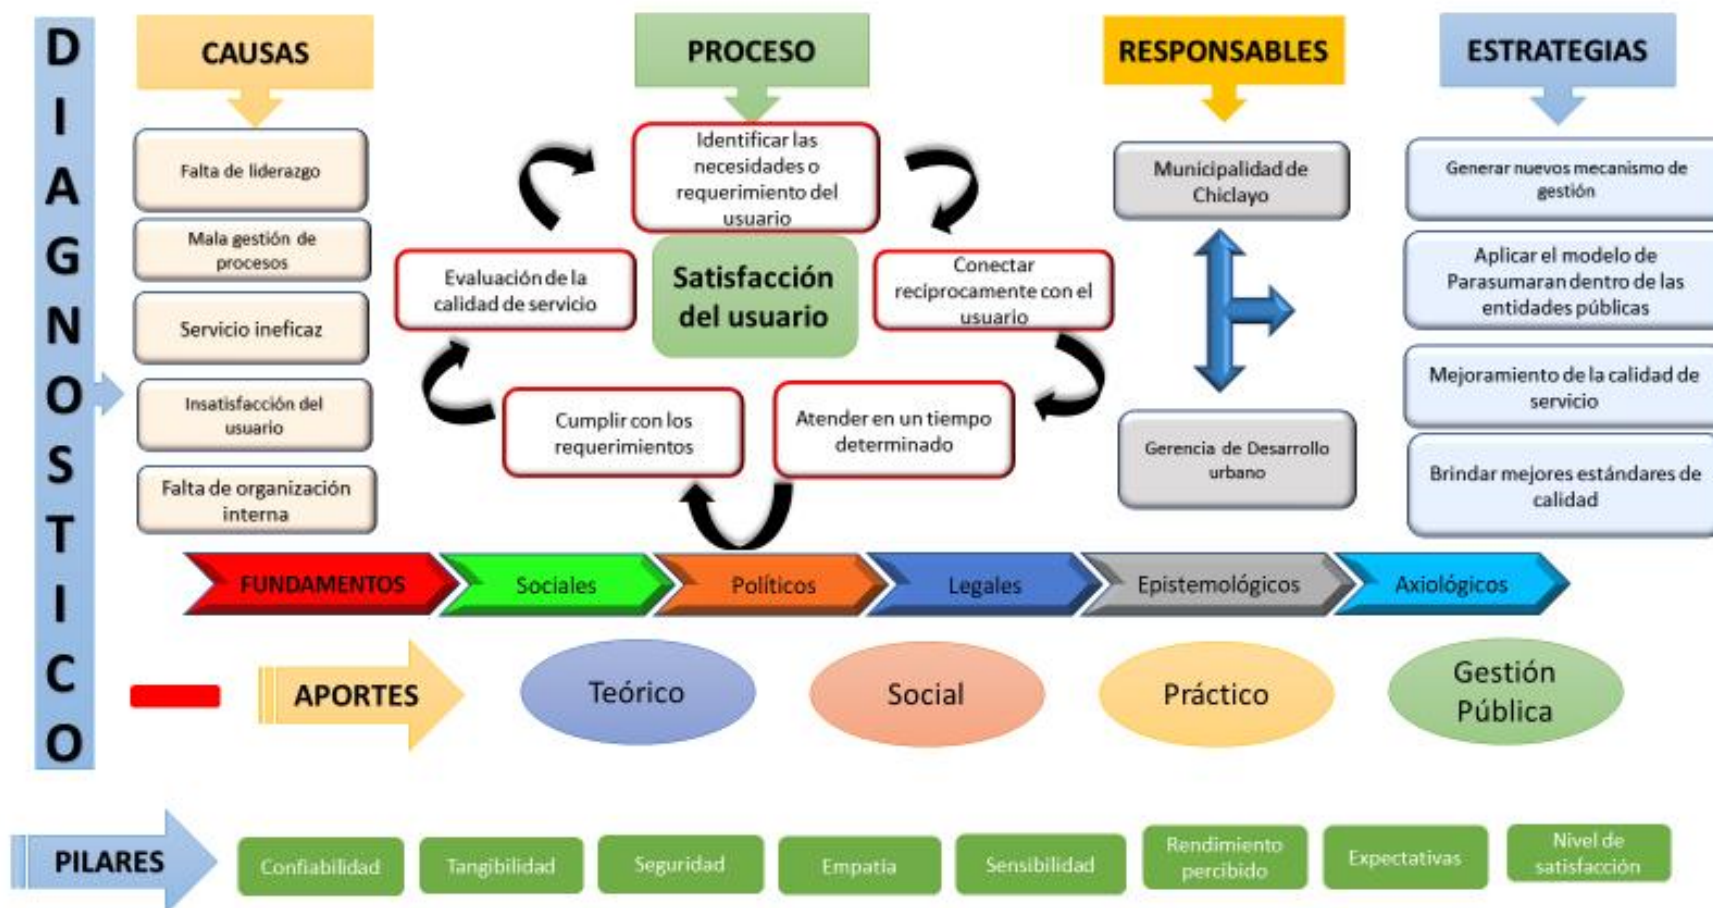 DIAGNOSTICO
CAUSAS
Falta de liderazgo
Mala gestión de
procesos
Servicio ineficaz
Insatisfacción del
usuario
Falta de organización
interna
PROCESO
Identificar las
necesidades o
requerimiento del
usuario
Satisfacción
del usuario
Evaluación de la
calidad de servicio
Conectar
recíprocamente con el
usuario
Cumplir con los
requerimientos
Atender en un tiempo
determinado
RESPONSABLES
Municipalidad de
Chiclayo
Gerencia de Desarrollo
urbano
ESTRATEGIAS
Generar nuevos mecanismo de
gestión
Aplicar el modelo de
Parasumaran dentro de las
entidades públicas
Mejoramiento de la calidad de
servicio
Brindar mejores estándares de
calidad
FUNDAMENTOS
Sociales
Políticos
Legales
Epistemológicos
Axiológicos
APORTES
Teórico
Social
Práctico
Gestión
Pública
PILARES
Confiabilidad
Tangibilidad
Seguridad
Empatía
Sensibilidad
Rendimiento
percibido
Expectativas
Nivel de
satisfacción